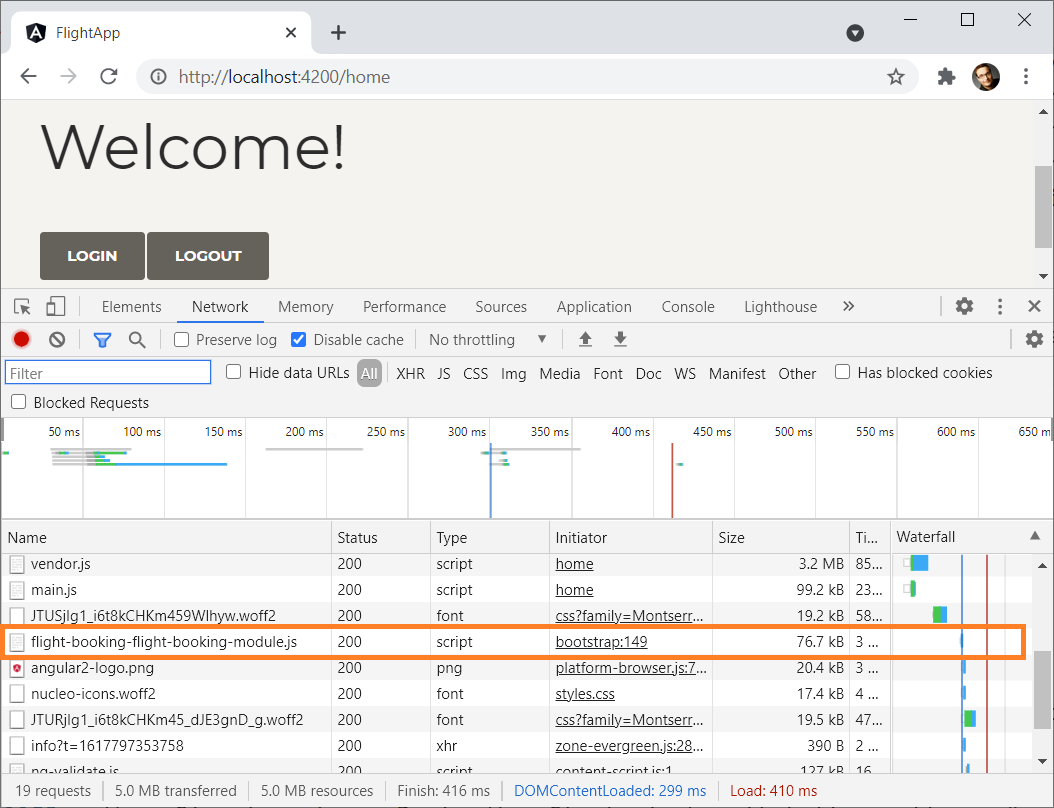 FlightApp
http://localhost:4200/home
Welcome!
LOGIN LOGOUT
Elements Network Memory Performance Sources Application Console Lighthouse
Preserve log Disable cache No throttling
Filter Hide data URLs All XHR JS CSS Img Media Font Doc WS Manifest Other Has blocked cookies
Blocked Requests
50 ms 100 ms 150 ms 200 ms 250 ms 300 ms 350 ms 400 ms 450 ms 500 ms 550 ms 600 ms 650 m
Name Status Type Initiator Size Ti... Waterfall
vendor.js 200 script home 3.2 MB 85...
main.js 200 script home 99.2 kB 23...
JTUSjIg1_i6t8kCHKm459Wlhyw.woff2 200 font css?family=Montserr... 19.2 kB 58...
flight-booking-flight-booking-module.js 200 script bootstrap:149 76.7 kB 3 ...
angular2-logo.png 200 png platform-browser.js:7... 20.4 kB 3 ...
nucleo-icons.woff2 200 font styles.css 17.4 kB 4 ...
JTURjIg1_i6t8kCHKm45_dJE3gnD_g.woff2 200 font css?family=Montserr... 19.5 kB 47...
info?t=1617797353758 200 xhr zone-evergreen.js:28... 390 B 2 ...
ng-validate.js 200 script content-script.js:1 127 kB 16...
19 requests 5.0 MB transferred 5.0 MB resources Finish: 416 ms DOMContentLoaded: 299 ms Load: 410 ms